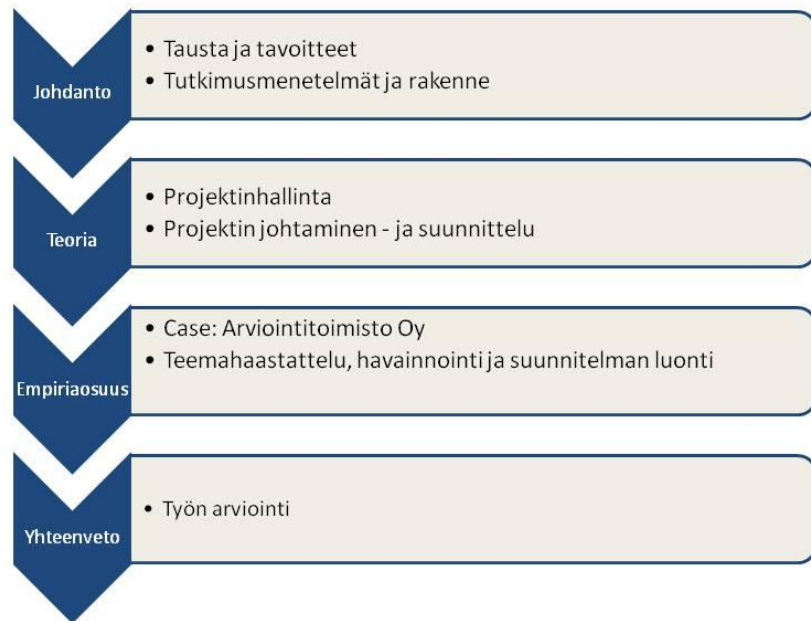 Johdanto
• Tausta ja tavoitteet
• Tutkimusmenetelmät ja rakenne
Teoria
• Projektinhallinta
• Projektin johtaminen - ja suunnittelu
Empiriaosuus
• Case: Arviointitoimisto Oy
• Teemahaastattelu, havainnointi ja suunnitelman luonti
Yhteenveto
• Työn arviointi